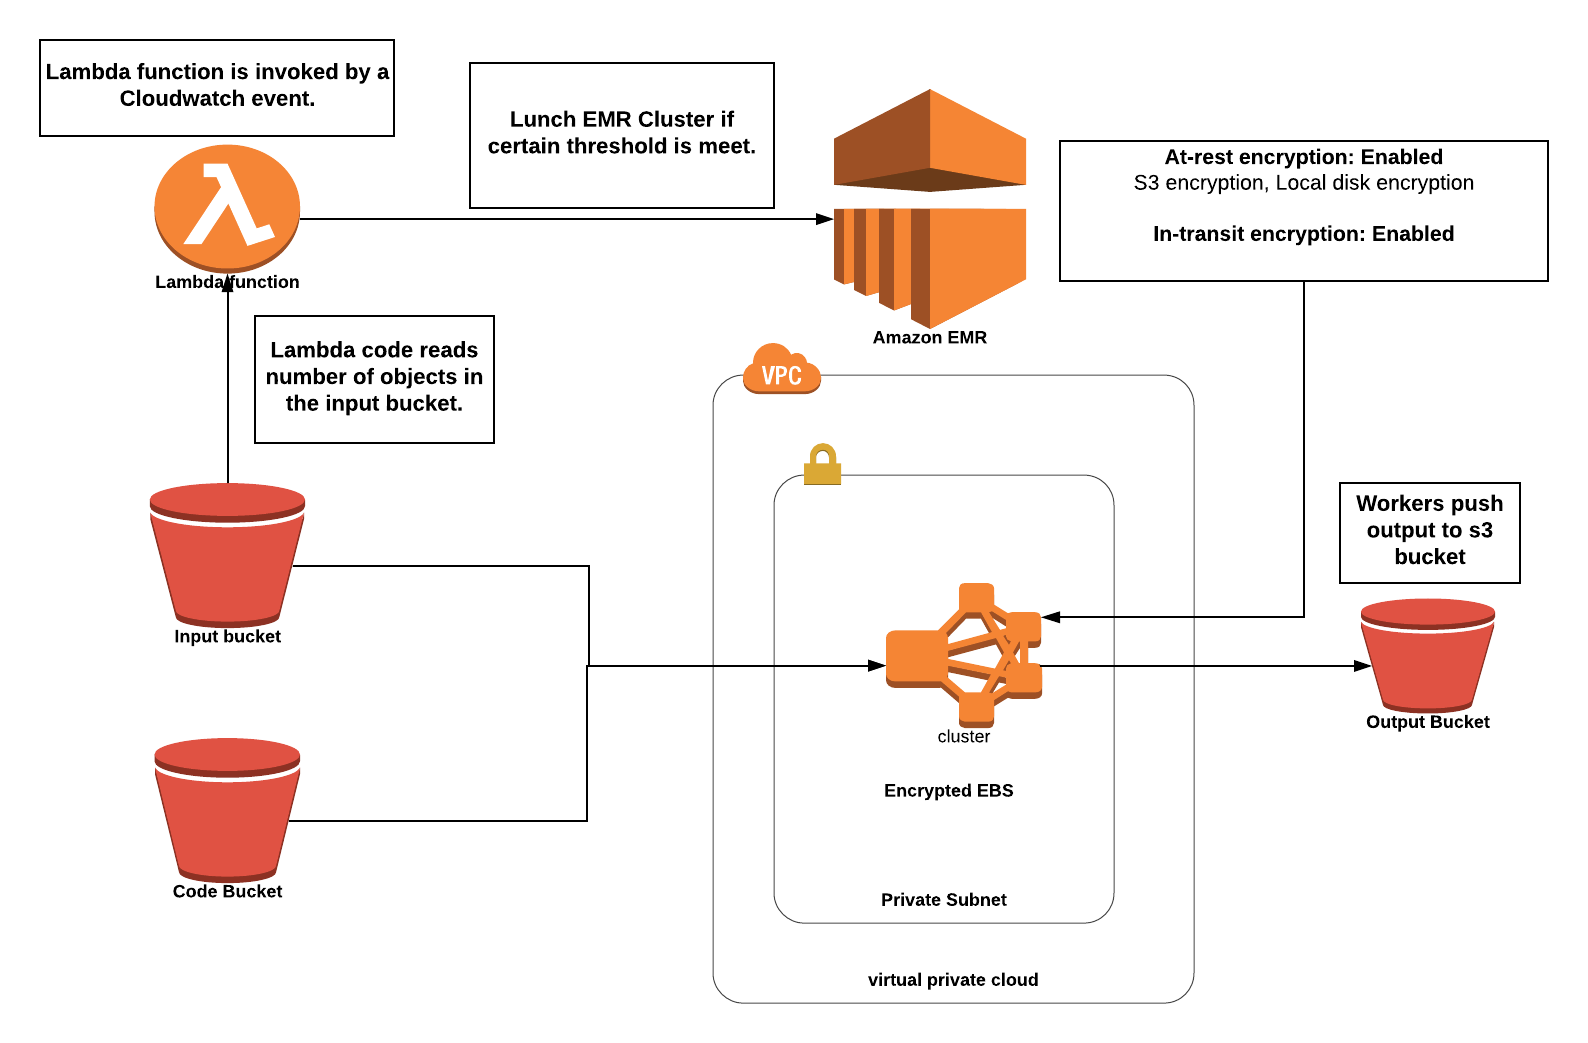 Lambda function is invoked by a
Cloudwatch event.
Lunch EMR Cluster if
certain threshold is meet.
At-rest encryption: Enabled
S3 encryption, Local disk encryption
In-transit encryption: Enabled
Lambda function
Amazon EMR
Lambda code reads
number of objects in
the input bucket.
VPC
Workers push
output to s3
bucket
Input bucket
Output Bucket
cluster
Encrypted EBS
Code Bucket
Private Subnet
virtual private cloud